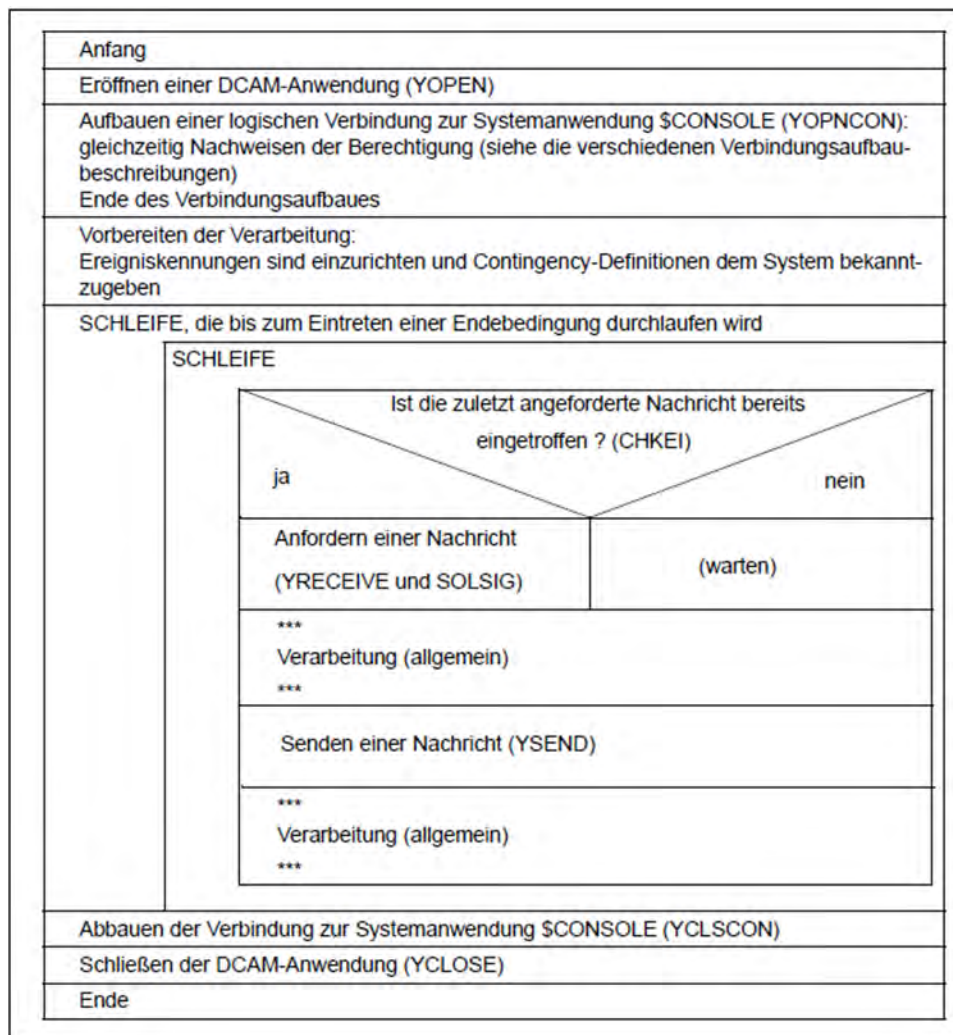 Anfang
Eröffnen einer DCAM-Anwendung (YOPEN)
Aufbauen einer logischen Verbindung zur Systemanwendung $CONSOLE (YOPNCON):
gleichzeitig Nachweisen der Berechtigung (siehe die verschiedenen Verbindungsaufbau-
beschreibungen)
Ende des Verbindungsaufbaues
Vorbereiten der Verarbeitung:
Ereigniskennungen sind einzurichten und Contingency-Definitionen dem System bekannt-
zugeben
SCHLEIFE, die bis zum Eintreten einer Endebedingung durchlaufen wird
SCHLEIFE
Ist die zuletzt angeforderte Nachricht bereits
eingetroffen ? (CHKEI)
ja
nein
Anfordern einer Nachricht
(YRECEIVE und SOLSIG)
(warten)
***
Verarbeitung (allgemein)
***
Senden einer Nachricht (YSEND)
***
Verarbeitung (allgemein)
***
Abbauen der Verbindung zur Systemanwendung $CONSOLE (YCLSCON)
Schließen der DCAM-Anwendung (YCLOSE)
Ende